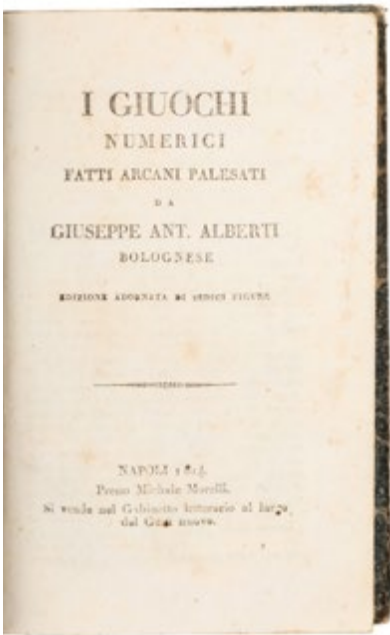 I GIUOCHI
NUMERICI
FATTI ARCANI PALESATI
DA
GIUSEPPE ANT. ALBERTI
BOLOGNESE
EDIZIONE ADORNATA DI SEDICI FIGURE
NAPOLI 1814.
Presso Michele Morelli.
Si vende nel Gabinetto letterario al largo
del Gesù nuovo.